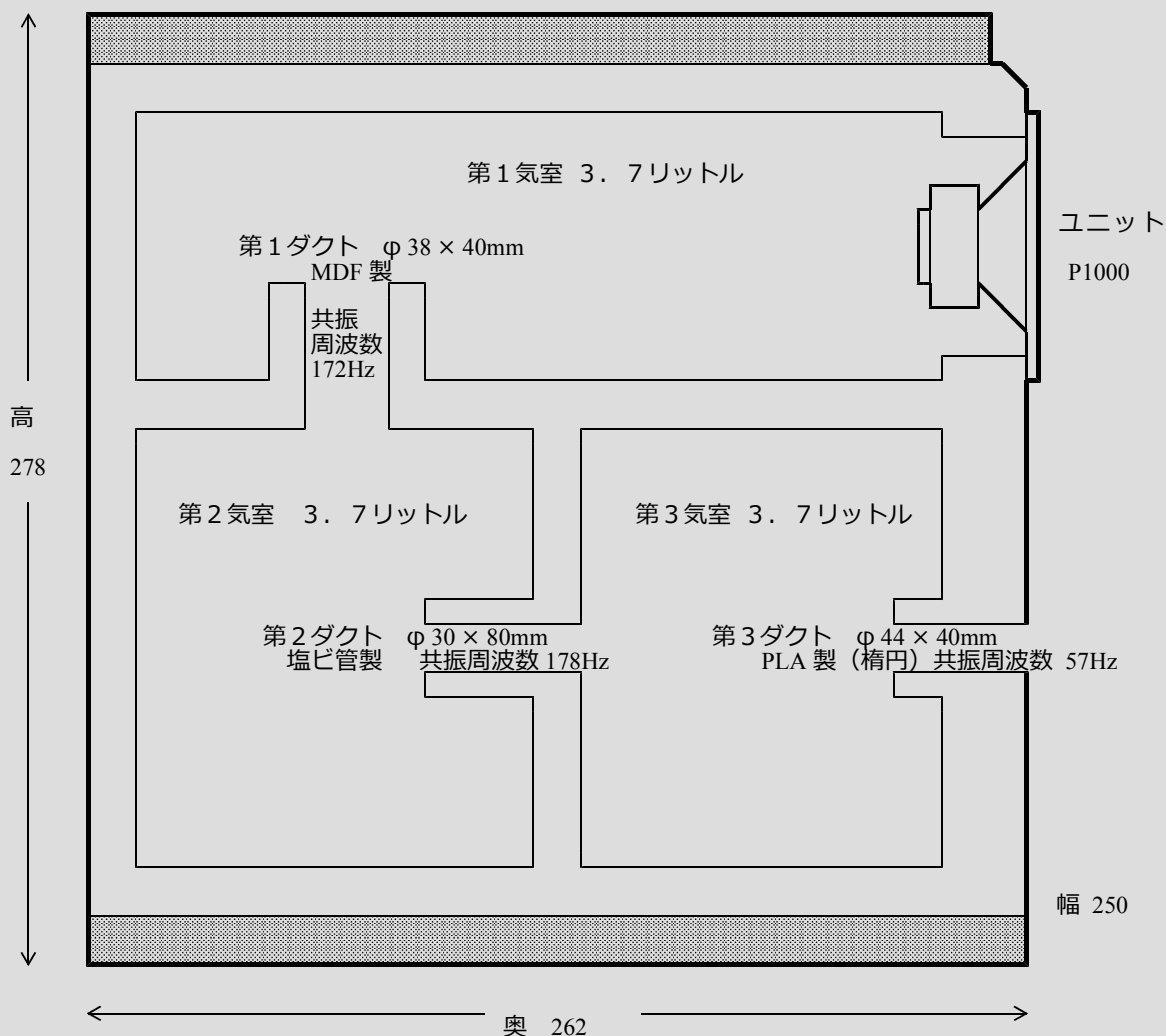 第1気室 3．7リットル
第1ダクト φ 38 × 40mm
MDF 製
共振
周波数
172Hz
ユニット
P1000
高
278
第2気室 3．7リットル
第3気室 3．7リットル
第2ダクト φ 30 × 80mm
塩ビ管製 共振周波数 178Hz
第3ダクト φ 44 × 40mm
PLA 製（楕円）共振周波数 57Hz
幅 250
奥 262